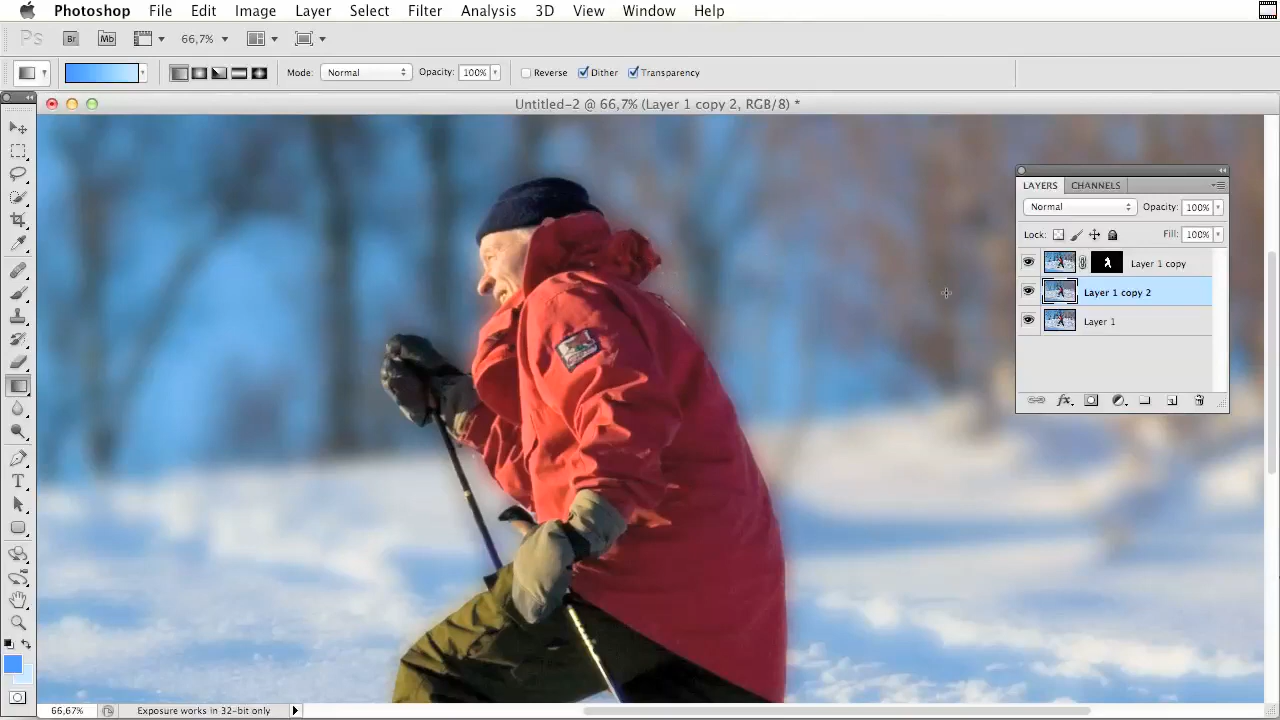 Photoshop File Edit Image Layer Select Filter Analysis 3D View Window Help
Ps Br Mb 66,7%
Mode: Normal Opacity: 100% Reverse Dither Transparency
Untitled-2 @ 66,7% (Layer 1 copy 2, RGB/8) *
LAYERS CHANNELS
Normal Opacity: 100%
Lock: Fill: 100%
Layer 1 copy
Layer 1 copy 2
Layer 1
fx
T
66,67% Exposure works in 32-bit only